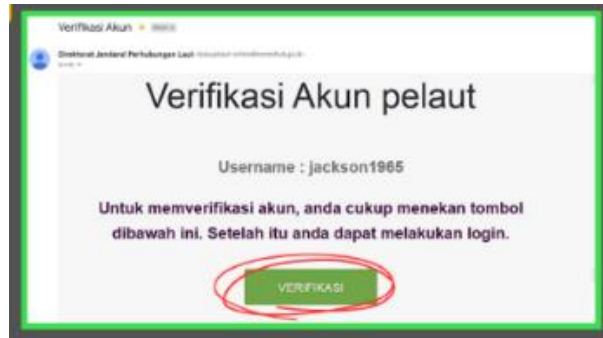 Verifikasi Akun
Direktorat Jenderal Perhubungan Laut
Verifikasi Akun pelaut
Username : jackson1965
Untuk memverifikasi akun, anda cukup menekan tombol
dibawah ini. Setelah itu anda dapat melakukan login.
VERIFIKASI